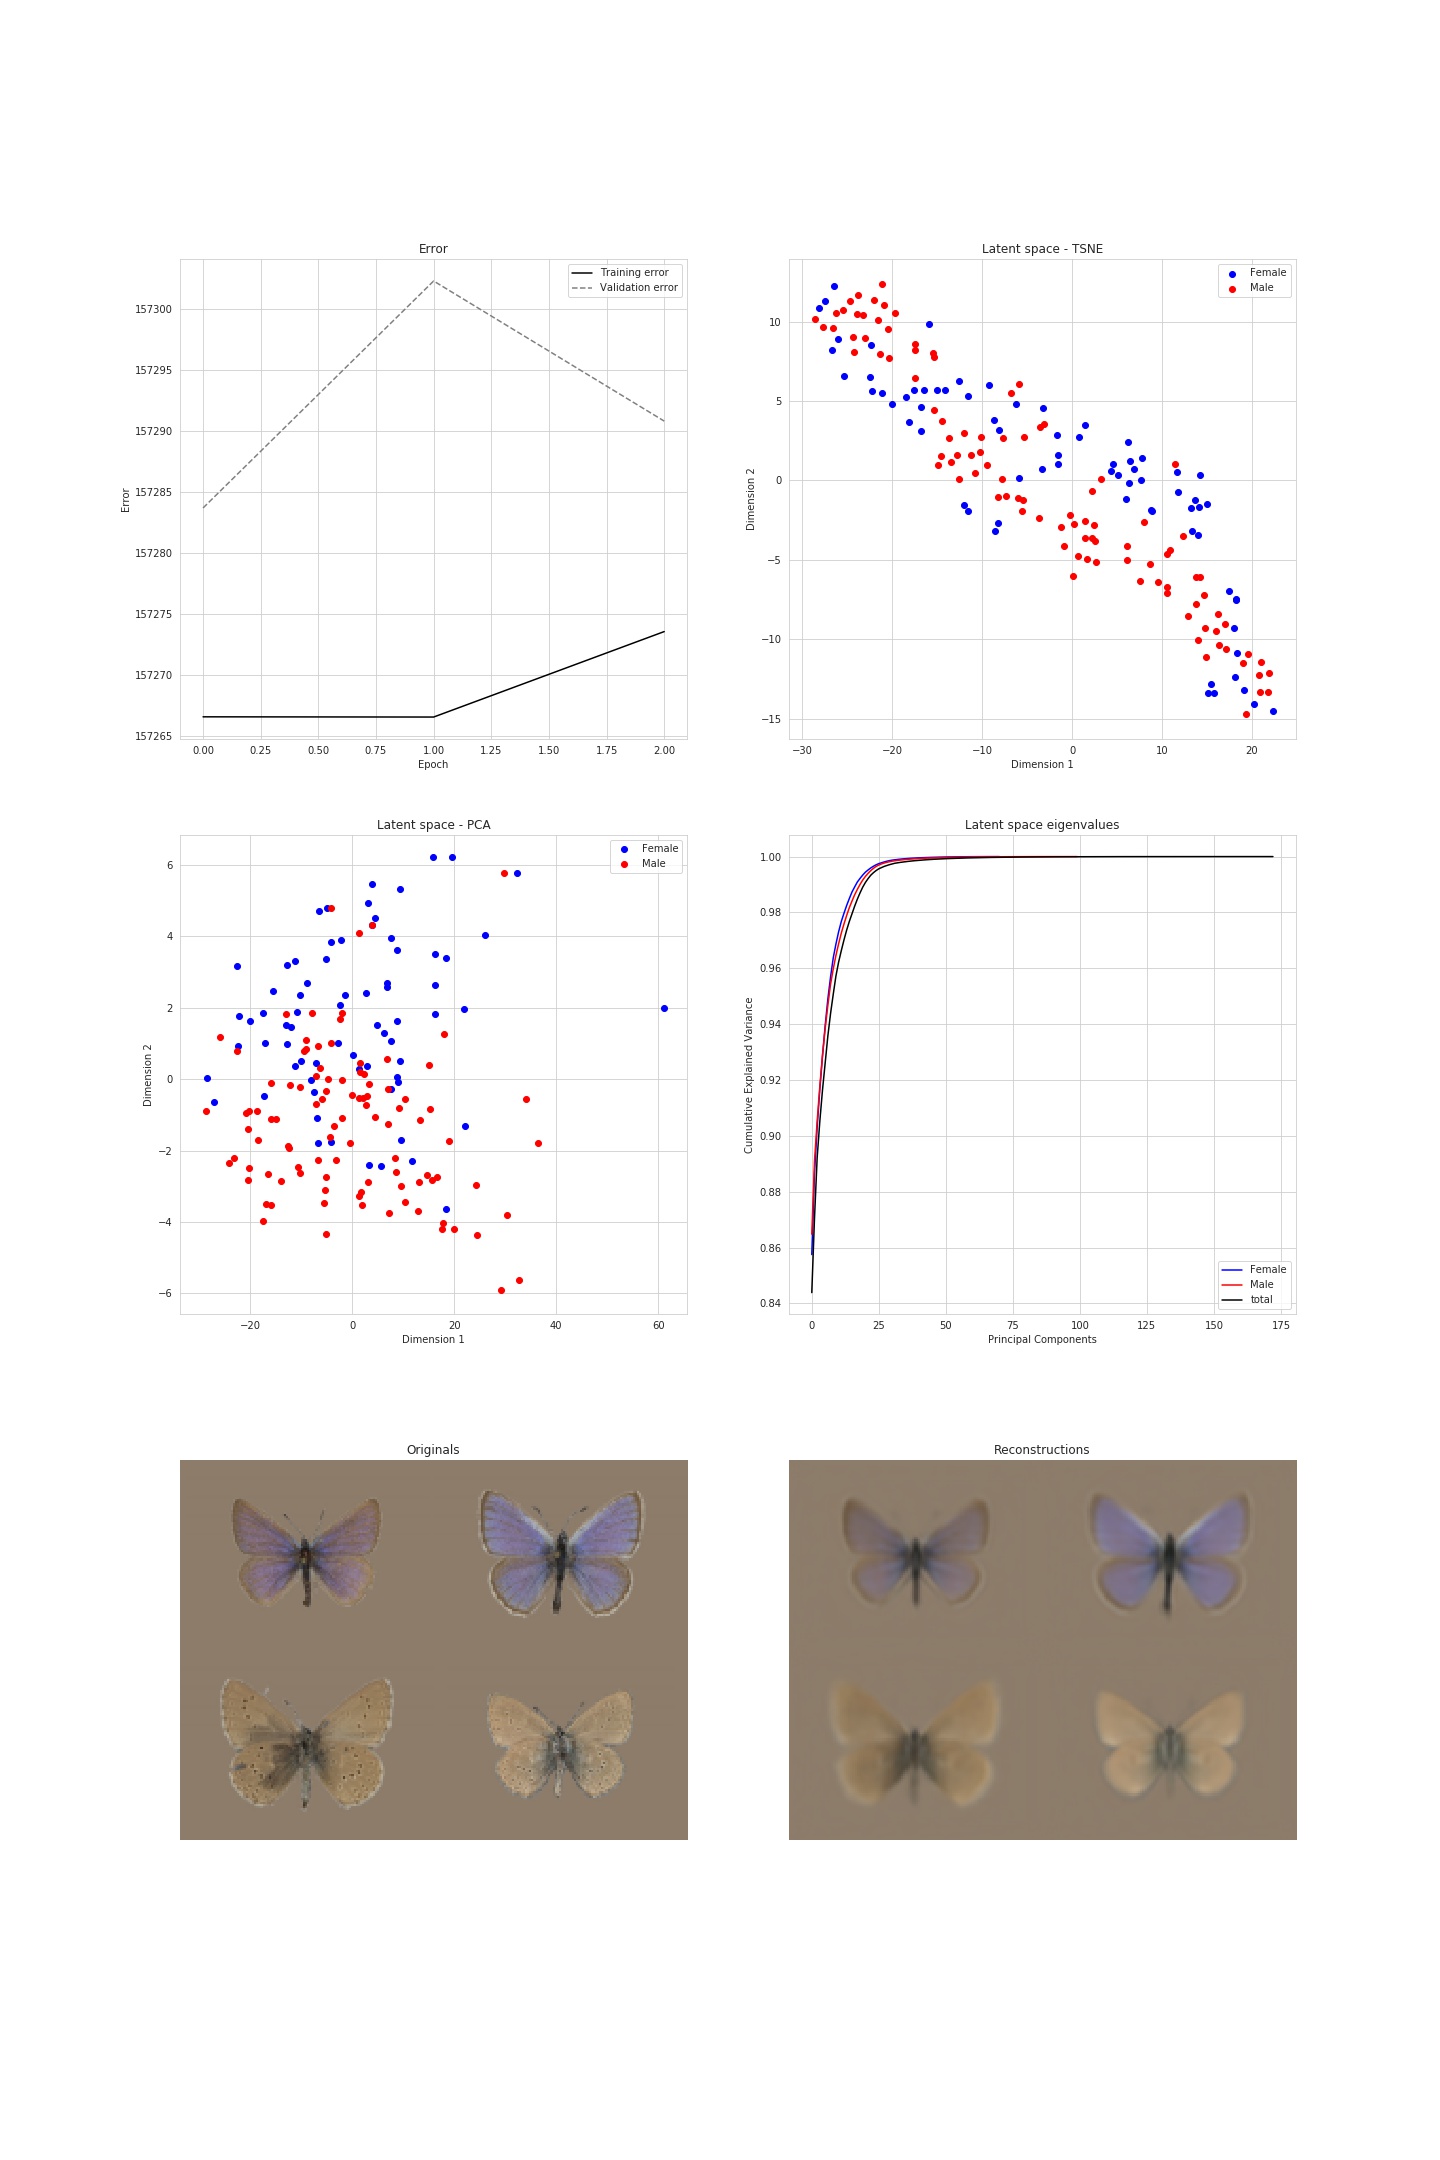 Error
Training error
Validation error
157300
157295
157290
157285
157280
157275
157270
157265
Error
0.00 0.25 0.50 0.75 1.00 1.25 1.50 1.75 2.00
Epoch
Latent space - TSNE
Female
Male
10
5
0
−5
−10
−15
Dimension 2
−30 −20 −10 0 10 20
Dimension 1
Latent space - PCA
Female
Male
6
4
2
0
−2
−4
−6
Dimension 2
−20 0 20 40 60
Dimension 1
Latent space eigenvalues
1.00
0.98
0.96
0.94
0.92
0.90
0.88
0.86
0.84
Cumulative Explained Variance
Female
Male
total
0 25 50 75 100 125 150 175
Principal Components
Originals
Reconstructions